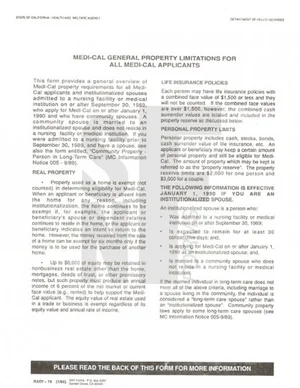 STATE OF CALIFORNIA - HEALTH AND WELFARE AGENCY
DEPARTMENT OF HEALTH SERVICES
MEDI-CAL GENERAL PROPERTY LIMITATIONS FOR
ALL MEDI-CAL APPLICANTS
This form provides a general overview of
Medi-Cal property requirements for all Medi-
Cal applicants and institutionalized spouses
admitted to a nursing facility or medical
institution on or after September 30, 1989,
who apply for Medi-Cal on or after January 1,
1990 and who have community spouses. A
community spouse is married to an
institutionalized spouse and does not reside in
a nursing facility or medical institution. If you
were admitted to a nursing facility prior to
September 30, 1989, and have a spouse, see
also the form entitled, "Community Property -
Person in Long-Term Care" (MC Information
Notice 005 - 9/89).
REAL PROPERTY
• Property used as a home is exempt (not
counted) in determining eligibility for Medi-Cal.
When an applicant or beneficiary is absent from
the home for any reason, including
institutionalization, the home continues to be
exempt if, for example, the applicant's or
beneficiary's spouse or dependent relative
continues to reside in the home, or the applicant or
beneficiary indicates an intent to return to the
home. However, the money received from the sale
of a home can be exempt for six months only if the
money is to be used for the purchase of another
home.
• Up to $6,000 of equity may be retained in
nonbusiness real estate other than the home,
mortgages, deeds of trust, or other promissory
notes, but such property must produce an annual
income of 6 percent of the net market or current
face value (e.g., rented) to help support the Medi-
Cal applicant. The equity value of real estate used
in a trade or business is exempt regardless of its
equity value and annual rate of income.
LIFE INSURANCE POLICIES
Each person may have life insurance policies with
a combined face value of $1,500 or less and they
will not be counted. If the combined face values
are over $1,500, however, the combined cash
surrender values are totaled and included in the
property reserve as described below.
PERSONAL PROPERTY LIMITS
Personal property includes cash, stocks, bonds,
cash surrender value of life insurance, etc. An
applicant or beneficiary may keep a certain amount
of personal property and still be eligible for Medi-
Cal. The amount of property which may be kept is
referred to as the "property reserve". The property
reserve limits are $2,000 for one person and
$3,000 for a couple.
THE FOLLOWING INFORMATION IS EFFECTIVE
JANUARY 1, 1990 IF YOU ARE AN
INSTITUTIONALIZED SPOUSE.
An institutionalized spouse is a person who:
• Was admitted to a nursing facility or medical
institution on or after September 30, 1989;
• Is expected to remain for at least 30
consecutive days; and,
• Is applying for Medi-Cal on or after January 1,
1990 as an institutionalized spouse; and,
• Is married to a community spouse who does
not reside in a nursing facility or medical
institution.
If the married individual in long-term care does not
meet all of the above criteria, including marriage to
a spouse living in the community, the individual is
considered a "long-term care spouse" rather than
an "institutionalized spouse". Community property
laws apply to some long-term care spouses (see
MC Information Notice 005-9/89).
PLEASE READ THE BACK OF THIS FORM FOR MORE INFORMATION